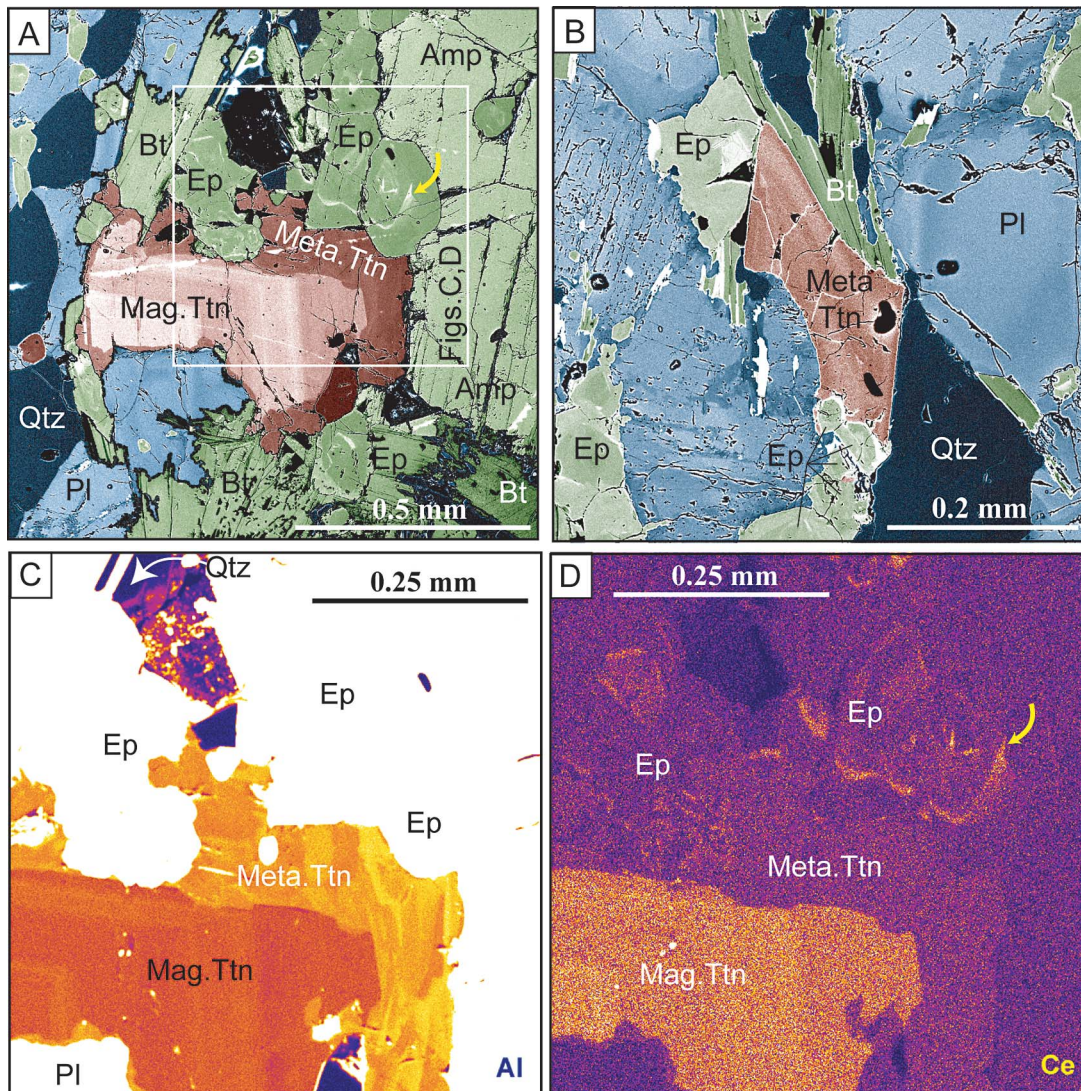 A
Amp
Bt
Ep
Ep
Meta.Ttn
Mag.Ttn
Figs.C,D
Qtz
Amp
Pl
Bt
Ep
Bt
0.5 mm
B
Ep
Bt
Pl
Meta
Ttn
Ep
Ep
Qtz
0.2 mm
C
Qtz
0.25 mm
Ep
Ep
Ep
Meta.Ttn
Mag.Ttn
Pl
Al
D
0.25 mm
Ep
Ep
Meta.Ttn
Mag.Ttn
Ce